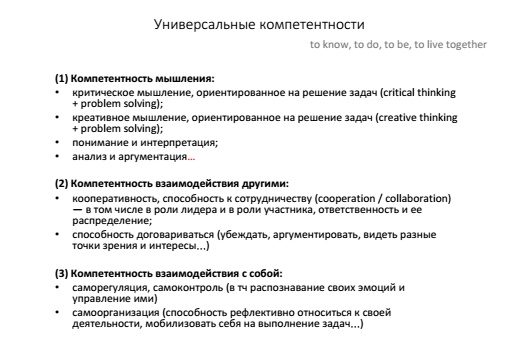 Универсальные компетентности
to know, to do, to be, to live together
(1) Компетентность мышления:
• критическое мышление, ориентированное на решение задач (critical thinking
+ problem solving);
• креативное мышление, ориентированное на решение задач (creative thinking
+ problem solving);
• понимание и интерпретация;
• анализ и аргументация...
(2) Компетентность взаимодействия другими:
• кооперативность, способность к сотрудничеству (cooperation / collaboration)
— в том числе в роли лидера и в роли участника, ответственность и ее
распределение;
• способность договариваться (убеждать, аргументировать, видеть разные
точки зрения и интересы...)
(3) Компетентность взаимодействия с собой:
• саморегуляция, самоконтроль (в тч распознавание своих эмоций и
управление ими)
• самоорганизация (способность рефлективно относиться к своей
деятельности, мобилизовать себя на выполнение задач...)